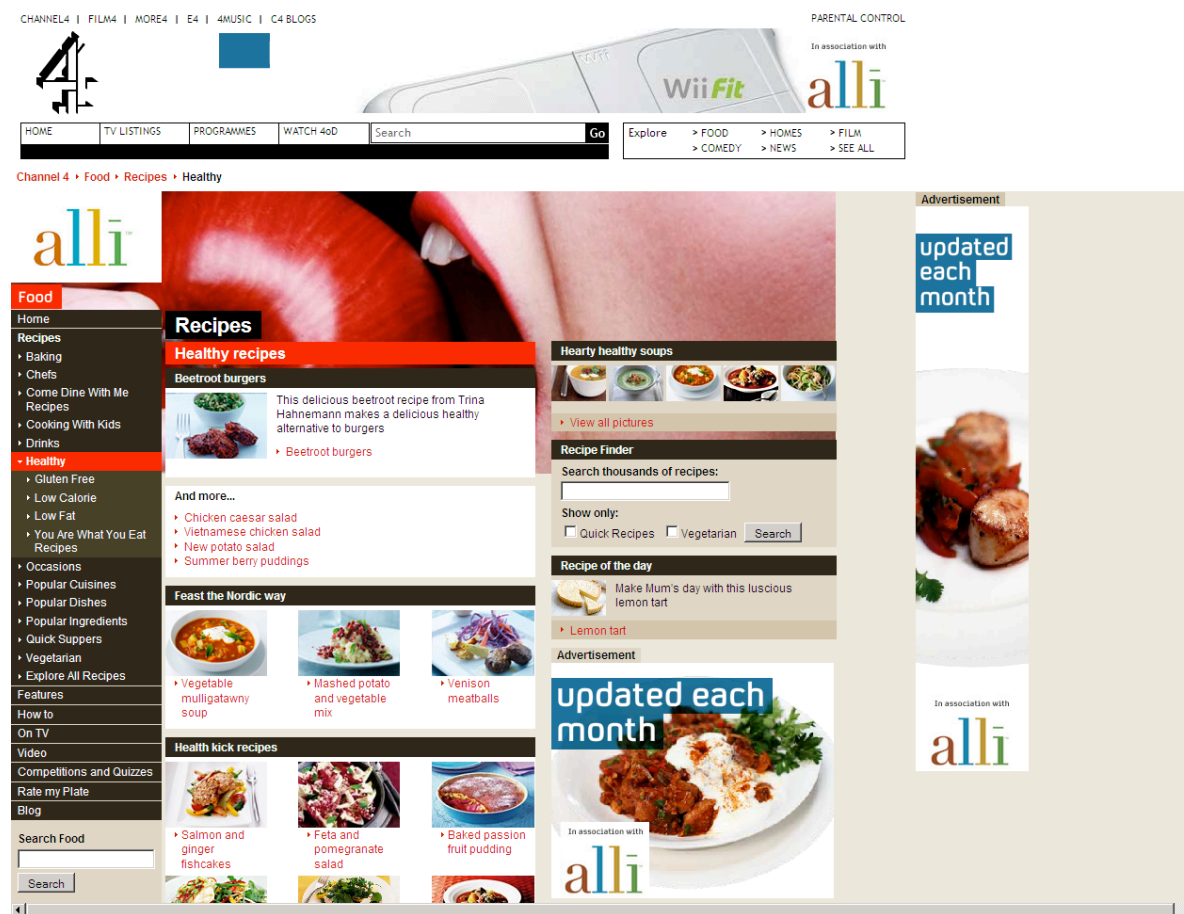 CHANNEL4 | FILM4 | MORE4 | E4 | 4MUSIC | C4 BLOGS
PARENTAL CONTROL
Wii
WiiFit
In association with
alli
HOME
TV LISTINGS
PROGRAMMES
WATCH 4oD
Search
Go
Explore
> FOOD
> HOMES
> FILM
> COMEDY
> NEWS
> SEE ALL
Channel 4 ‣ Food ‣ Recipes ‣ Healthy
alli
Food
Home
Recipes
Baking
Chefs
Come Dine With Me
Recipes
Cooking With Kids
Drinks
Healthy
Gluten Free
Low Calorie
Low Fat
You Are What You Eat
Recipes
Occasions
Popular Cuisines
Popular Dishes
Popular Ingredients
Quick Suppers
Vegetarian
Explore All Recipes
Features
How to
On TV
Video
Competitions and Quizzes
Rate my Plate
Blog
Search Food
Search
Recipes
Healthy recipes
Beetroot burgers
This delicious beetroot recipe from Trina
Hahnemann makes a delicious healthy
alternative to burgers
Beetroot burgers
And more...
Chicken caesar salad
Vietnamese chicken salad
New potato salad
Summer berry puddings
Feast the Nordic way
Vegetable
mulligatawny
soup
Mashed potato
and vegetable
mix
Venison
meatballs
Health kick recipes
Salmon and
ginger
fishcakes
Feta and
pomegranate
salad
Baked passion
fruit pudding
Hearty healthy soups
View all pictures
Recipe Finder
Search thousands of recipes:
Show only:
Quick Recipes
Vegetarian
Search
Recipe of the day
Make Mum's day with this luscious
lemon tart
Lemon tart
Advertisement
updated each
month
In association with
alli
Advertisement
updated
each
month
In association with
alli